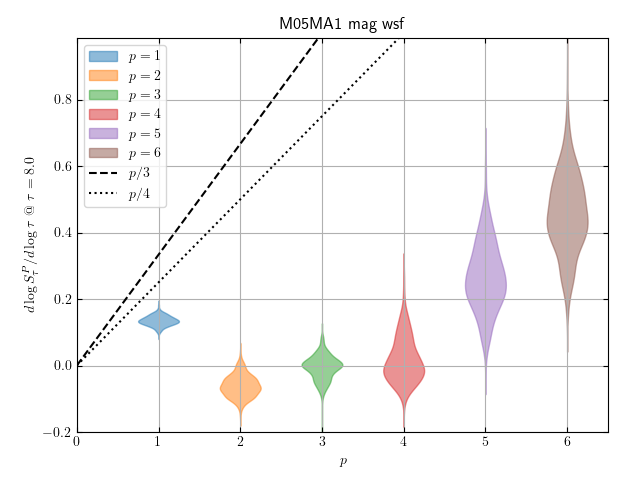 M05MA1 mag wsf
p = 1
p = 2
p = 3
p = 4
p = 5
p = 6
p/3
p/4
d log S_τ^P / d log τ @ τ = 8.0
0.8
0.6
0.4
0.2
0.0
−0.2
0 1 2 3 4 5 6
p